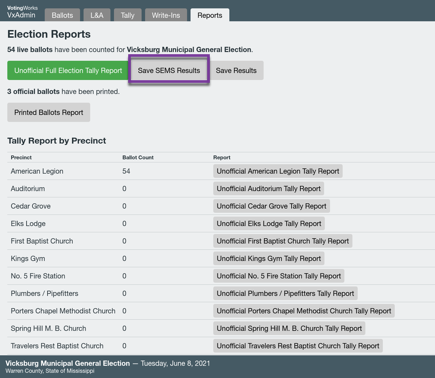 VotingWorks
VxAdmin Ballots L&A Tally Write-Ins Reports
Election Reports
54 live ballots have been counted for Vicksburg Municipal General Election.
Unofficial Full Election Tally Report Save SEMS Results Save Results
3 official ballots have been printed.
Printed Ballots Report
Tally Report by Precinct
Precinct Ballot Count Report
American Legion 54 Unofficial American Legion Tally Report
Auditorium 0 Unofficial Auditorium Tally Report
Cedar Grove 0 Unofficial Cedar Grove Tally Report
Elks Lodge 0 Unofficial Elks Lodge Tally Report
First Baptist Church 0 Unofficial First Baptist Church Tally Report
Kings Gym 0 Unofficial Kings Gym Tally Report
No. 5 Fire Station 0 Unofficial No. 5 Fire Station Tally Report
Plumbers / Pipefitters 0 Unofficial Plumbers / Pipefitters Tally Report
Porters Chapel Methodist Church 0 Unofficial Porters Chapel Methodist Church Tally Report
Spring Hill M. B. Church 0 Unofficial Spring Hill M. B. Church Tally Report
Travelers Rest Baptist Church 0 Unofficial Travelers Rest Baptist Church Tally Report
Vicksburg Municipal General Election — Tuesday, June 8, 2021
Warren County, State of Mississippi